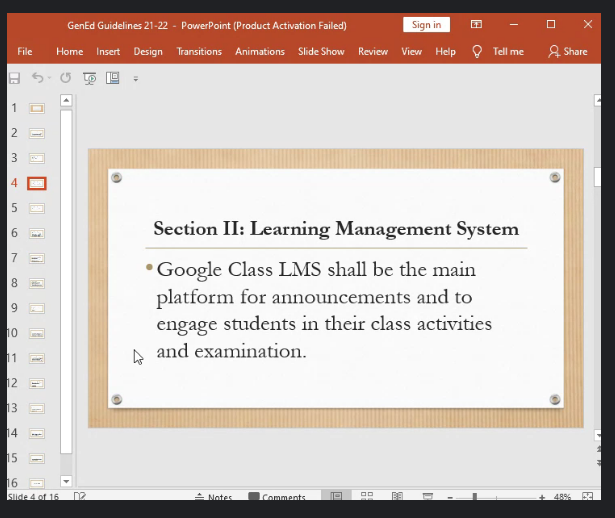 GenEd Guidelines 21-22 - PowerPoint (Product Activation Failed) Sign in
File Home Insert Design Transitions Animations Slide Show Review View Help Tell me Share
1
2
3
4
5
6
7
8
9
10
11
12
13
14
15
16
Section II: Learning Management System
• Google Class LMS shall be the main
platform for announcements and to
engage students in their class activities
and examination.
Slide 4 of 16 Notes Comments 48%